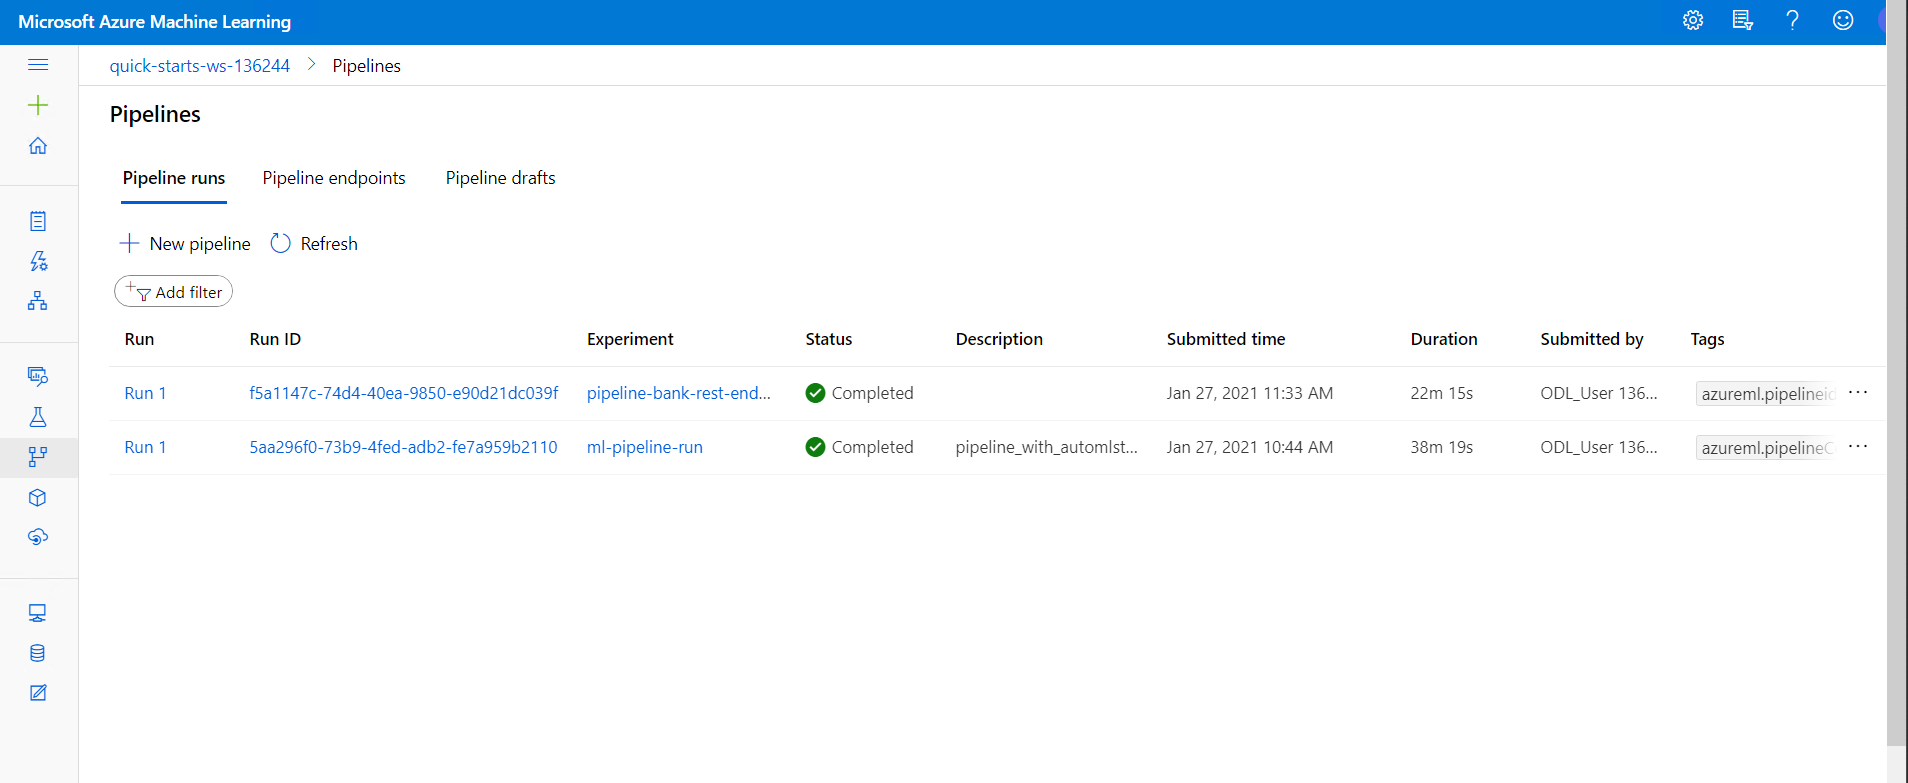 Microsoft Azure Machine Learning
quick-starts-ws-136244 > Pipelines
Pipelines
Pipeline runs Pipeline endpoints Pipeline drafts
New pipeline Refresh
Add filter
Run Run ID Experiment Status Description Submitted time Duration Submitted by Tags
Run 1 f5a1147c-74d4-40ea-9850-e90d21dc039f pipeline-bank-rest-end... Completed Jan 27, 2021 11:33 AM 22m 15s ODL_User 136... azureml.pipelineid ...
Run 1 5aa296f0-73b9-4fed-adb2-fe7a959b2110 ml-pipeline-run Completed pipeline_with_automlst... Jan 27, 2021 10:44 AM 38m 19s ODL_User 136... azureml.pipelineC ...